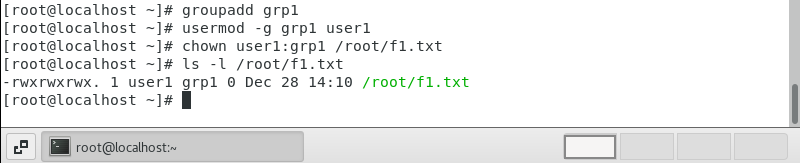 [root@localhost ~]# groupadd grp1
[root@localhost ~]# usermod -g grp1 user1
[root@localhost ~]# chown user1:grp1 /root/f1.txt
[root@localhost ~]# ls -l /root/f1.txt
-rwxrwxrwx. 1 user1 grp1 0 Dec 28 14:10 /root/f1.txt
[root@localhost ~]#
root@localhost:~